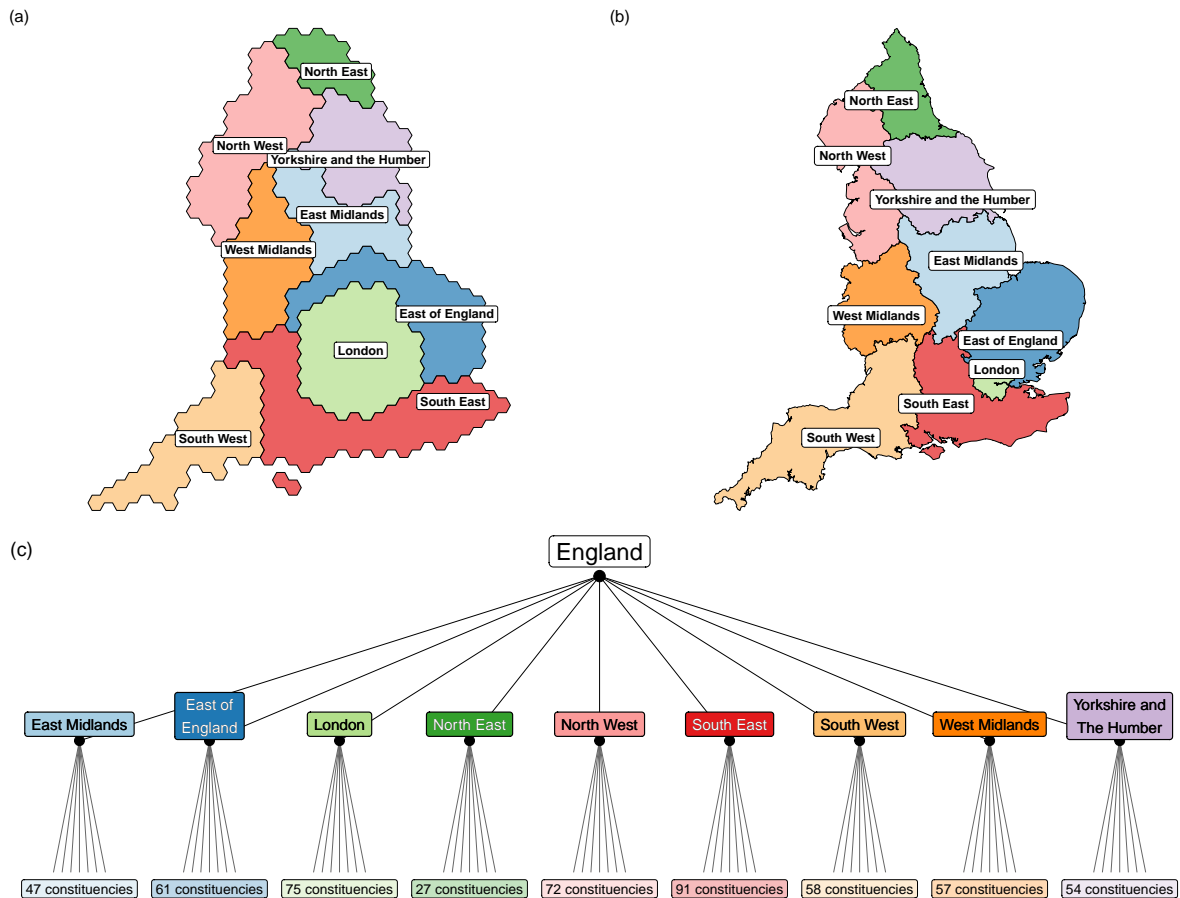 (a)
North East
North West
Yorkshire and the Humber
East Midlands
West Midlands
East of England
London
South East
South West
(b)
North East
North West
Yorkshire and the Humber
East Midlands
West Midlands
East of England
London
South East
South West
(c)
England
East Midlands
East of
England
London
North East
North West
South East
South West
West Midlands
Yorkshire and
The Humber
47 constituencies
61 constituencies
75 constituencies
27 constituencies
72 constituencies
91 constituencies
58 constituencies
57 constituencies
54 constituencies